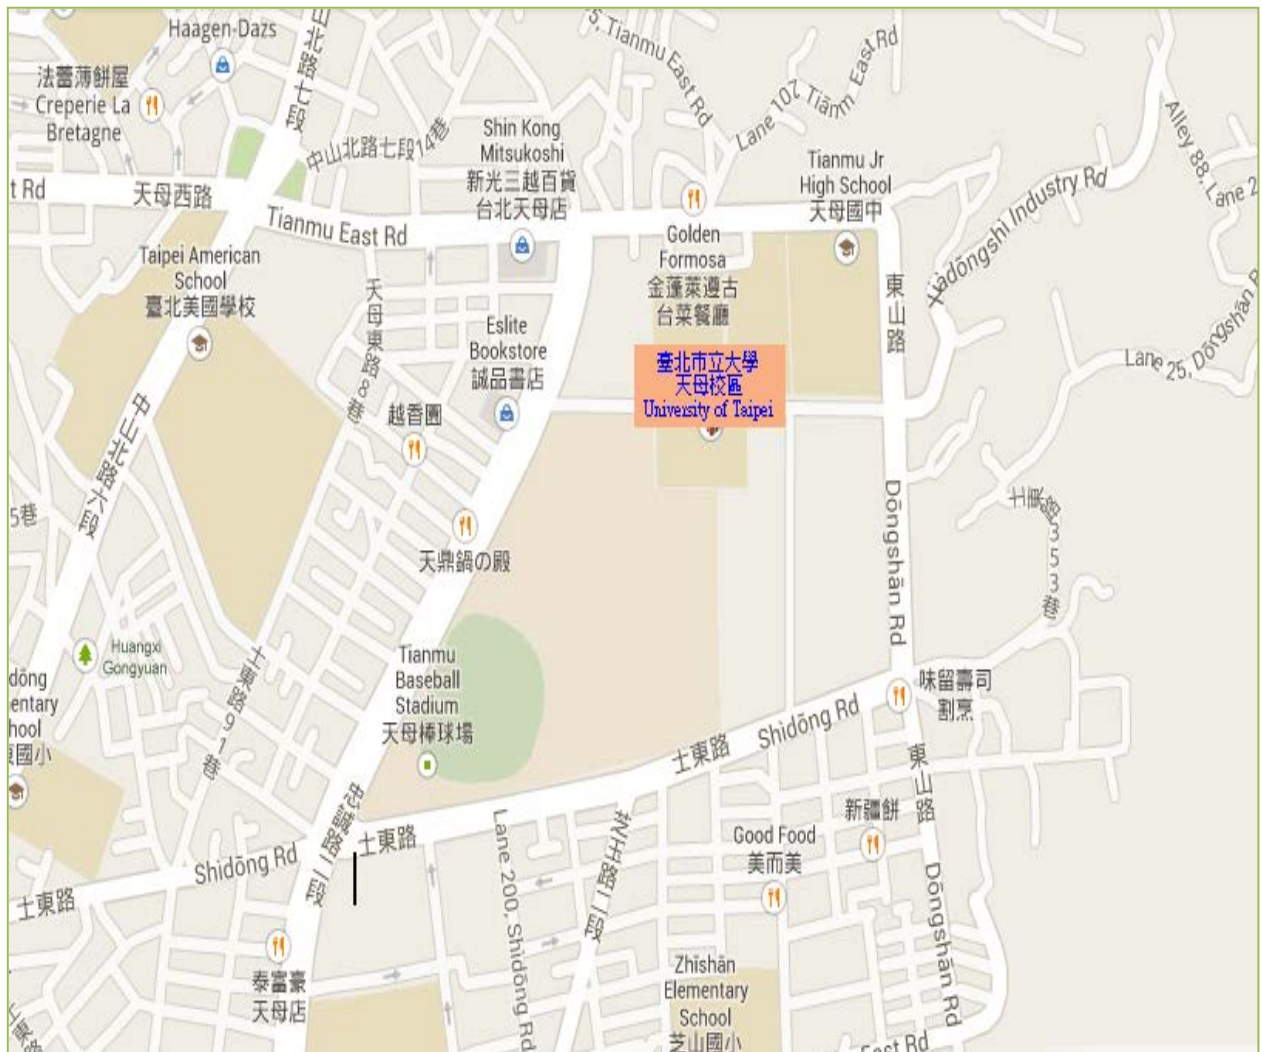 Haagen-Dazs
山北路七段
法蕾薄餅屋
Creperie La
Bretagne
5, Tianmu East Rd
Lane 107 Tianm East Rd
Alley 88, Lane 2
中山北路七段14巷
Shin Kong
Mitsukoshi
新光三越百貨
台北天母店
Tianmu Jr
High School
天母國中
t Rd
天母西路
Tianmu East Rd
Golden
Formosa
金蓬萊遵古
台菜餐廳
Xiàdōngshì Industry Rd
Taipei American
School
臺北美國學校
天母東路8巷
Eslite
Bookstore
誠品書店
東山路
Lane 25, Dōngshān R
臺北市立大學
天母校區
University of Taipei
越香園
中山北路六段
5巷
天鼎鍋の殿
Dōngshān Rd
士東路353巷
Huangxi
Gongyuan
Tianmu
Baseball
Stadium
天母棒球場
dōng
entary
hool
國小
士東路91巷
味留壽司
割烹
士東路
Shidōng Rd
東山路
忠誠路二段
新疆餅
Good Food
美而美
士東路
Shidōng Rd
士東路
Lane 200, Shidōng Rd
Dōngshān Rd
泰富豪
天母店
Zhīshān
Elementary
School
芝山國小
East Rd